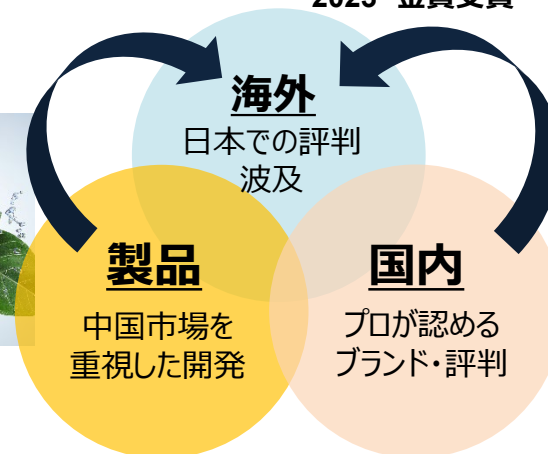 海外
日本での評判
波及
製品
中国市場を
重視した開発
国内
プロが認める
ブランド・評判